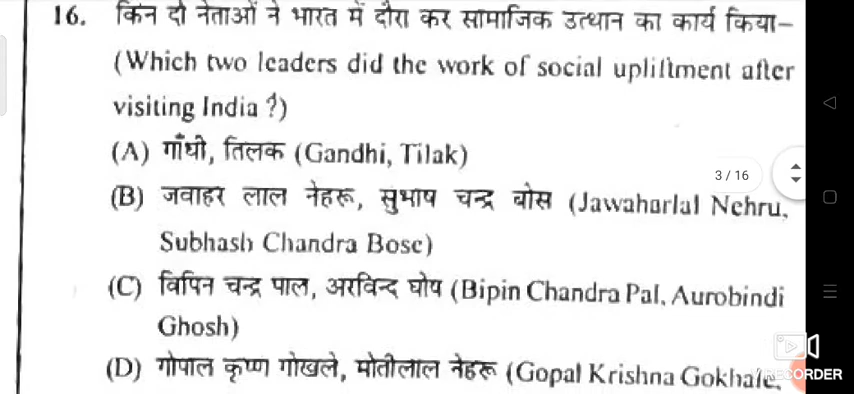 16. किन दो नेताओं ने भारत में दौरा कर सामाजिक उत्थान का कार्य किया–
(Which two leaders did the work of social upliftment after
visiting India ?)
(A) गाँधी, तिलक (Gandhi, Tilak)
3 / 16
(B) जवाहर लाल नेहरू, सुभाष चन्द्र बोस (Jawaharlal Nehru,
Subhash Chandra Bose)
(C) विपिन चन्द्र पाल, अरविन्द घोष (Bipin Chandra Pal, Aurobindi
Ghosh)
(D) गोपाल कृष्ण गोखले, मोतीलाल नेहरू (Gopal Krishna Gokhale,
RECORDER